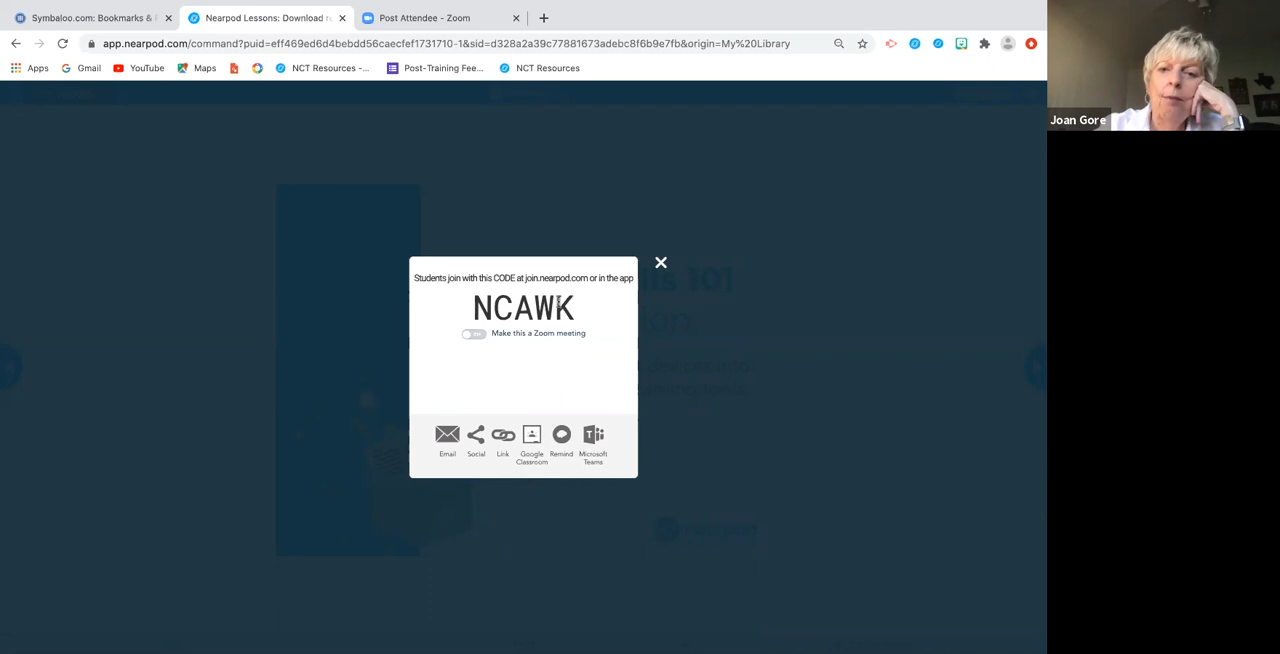 Symbaloo.com: Bookmarks & F
Nearpod Lessons: Download r
Post Attendee - Zoom
app.nearpod.com/command?puid=eff469ed6d4bebdd56caecfef1731710-1&sid=d328a2a39c77881673adebc8f6b9e7fb&origin=My%20Library
Apps
Gmail
YouTube
Maps
NCT Resources -...
Post-Training Fee...
NCT Resources
Joan Gore
Students join with this CODE at join.nearpod.com or in the app
NCAWK
Make this a Zoom meeting
101
Email
Social
Link
Google Classroom
Remind
Microsoft Teams